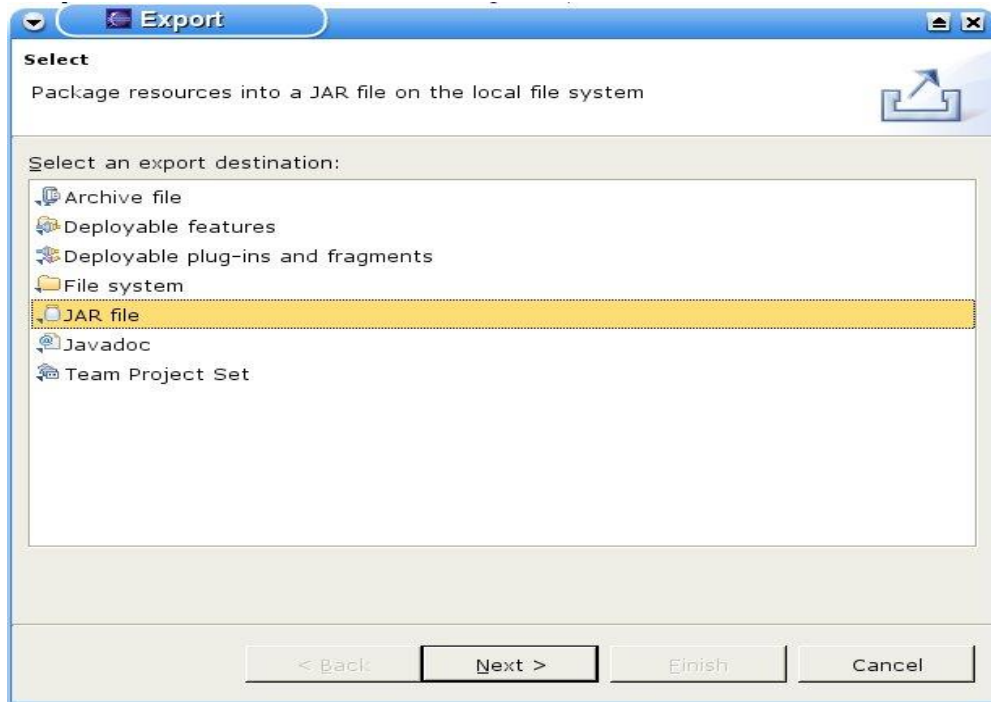 Export
Select
Package resources into a JAR file on the local file system
Select an export destination:
Archive file
Deployable features
Deployable plug-ins and fragments
File system
JAR file
Javadoc
Team Project Set
< Back
Next >
Finish
Cancel